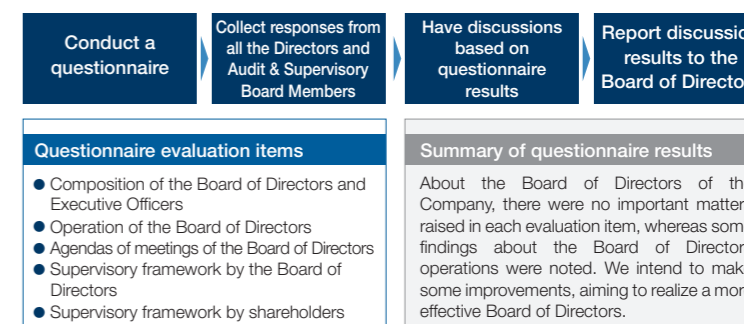 Conduct a
questionnaire
Collect responses from
all the Directors and
Audit & Supervisory
Board Members
Have discussions
based on
questionnaire
results
Report discussio
results to the
Board of Directo
Questionnaire evaluation items
● Composition of the Board of Directors and
Executive Officers
● Operation of the Board of Directors
● Agendas of meetings of the Board of Directors
● Supervisory framework by the Board of
Directors
● Supervisory framework by shareholders
Summary of questionnaire results
About the Board of Directors of th
Company, there were no important matter
raised in each evaluation item, whereas som
findings about the Board of Director
operations were noted. We intend to mak
some improvements, aiming to realize a mor
effective Board of Directors.